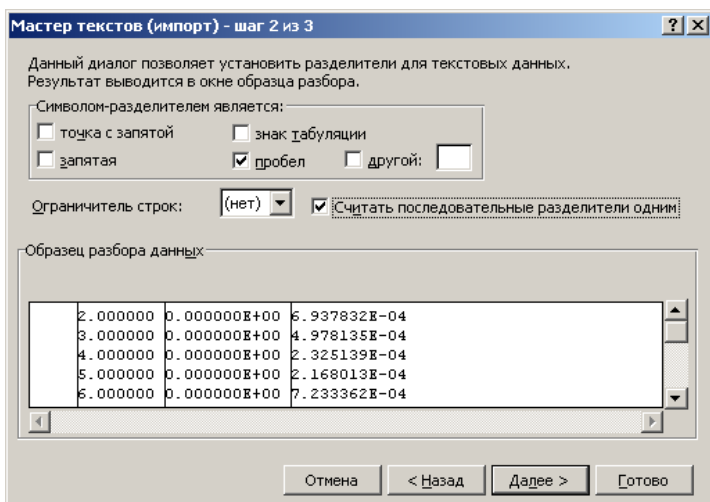 Мастер текстов (импорт) - шаг 2 из 3
Данный диалог позволяет установить разделители для текстовых данных.
Результат выводится в окне образца разбора.
Символом-разделителем является:
точка с запятой знак табуляции
запятая пробел другой:
Ограничитель строк: (нет) Считать последовательные разделители одним
Образец разбора данных
2.000000 0.000000E+00 6.937832E-04
3.000000 0.000000E+00 4.978135E-04
4.000000 0.000000E+00 2.325139E-04
5.000000 0.000000E+00 2.168013E-04
6.000000 0.000000E+00 7.233362E-04
Отмена < Назад Далее > Готово